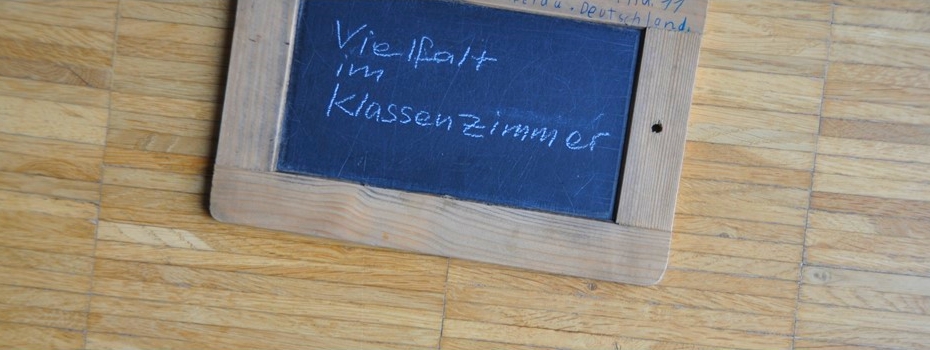 Deutschland.
Vielfalt
im
Klassenzimmer